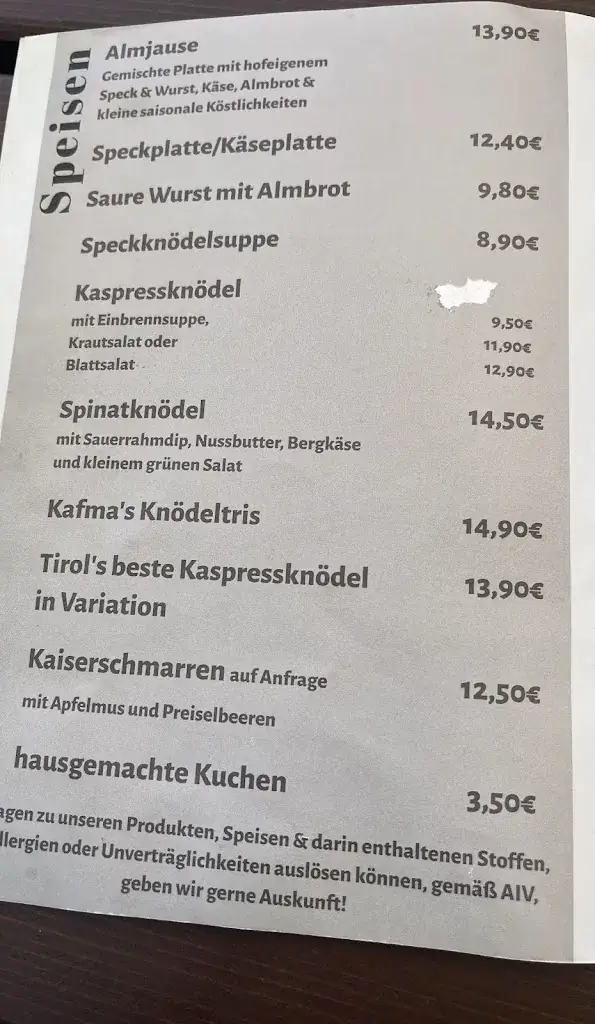 Speisen
Almjause 13,90€
Gemischte Platte mit hofeigenem
Speck & Wurst, Käse, Almbrot &
kleine saisonale Köstlichkeiten
Speckplatte/Käseplatte 12,40€
Saure Wurst mit Almbrot 9,80€
Speckknödelsuppe 8,90€
Kaspressknödel
mit Einbrennsuppe, 9,50€
Krautsalat oder 11,90€
Blattsalat 12,90€
Spinatknödel 14,50€
mit Sauerrahmdip, Nussbutter, Bergkäse
und kleinem grünen Salat
Kafma's Knödeltris 14,90€
Tirol's beste Kaspressknödel 13,90€
in Variation
Kaiserschmarren auf Anfrage 12,50€
mit Apfelmus und Preiselbeeren
hausgemachte Kuchen 3,50€
agen zu unseren Produkten, Speisen & darin enthaltenen Stoffen,
llergien oder Unverträglichkeiten auslösen können, gemäß AIV,
geben wir gerne Auskunft!